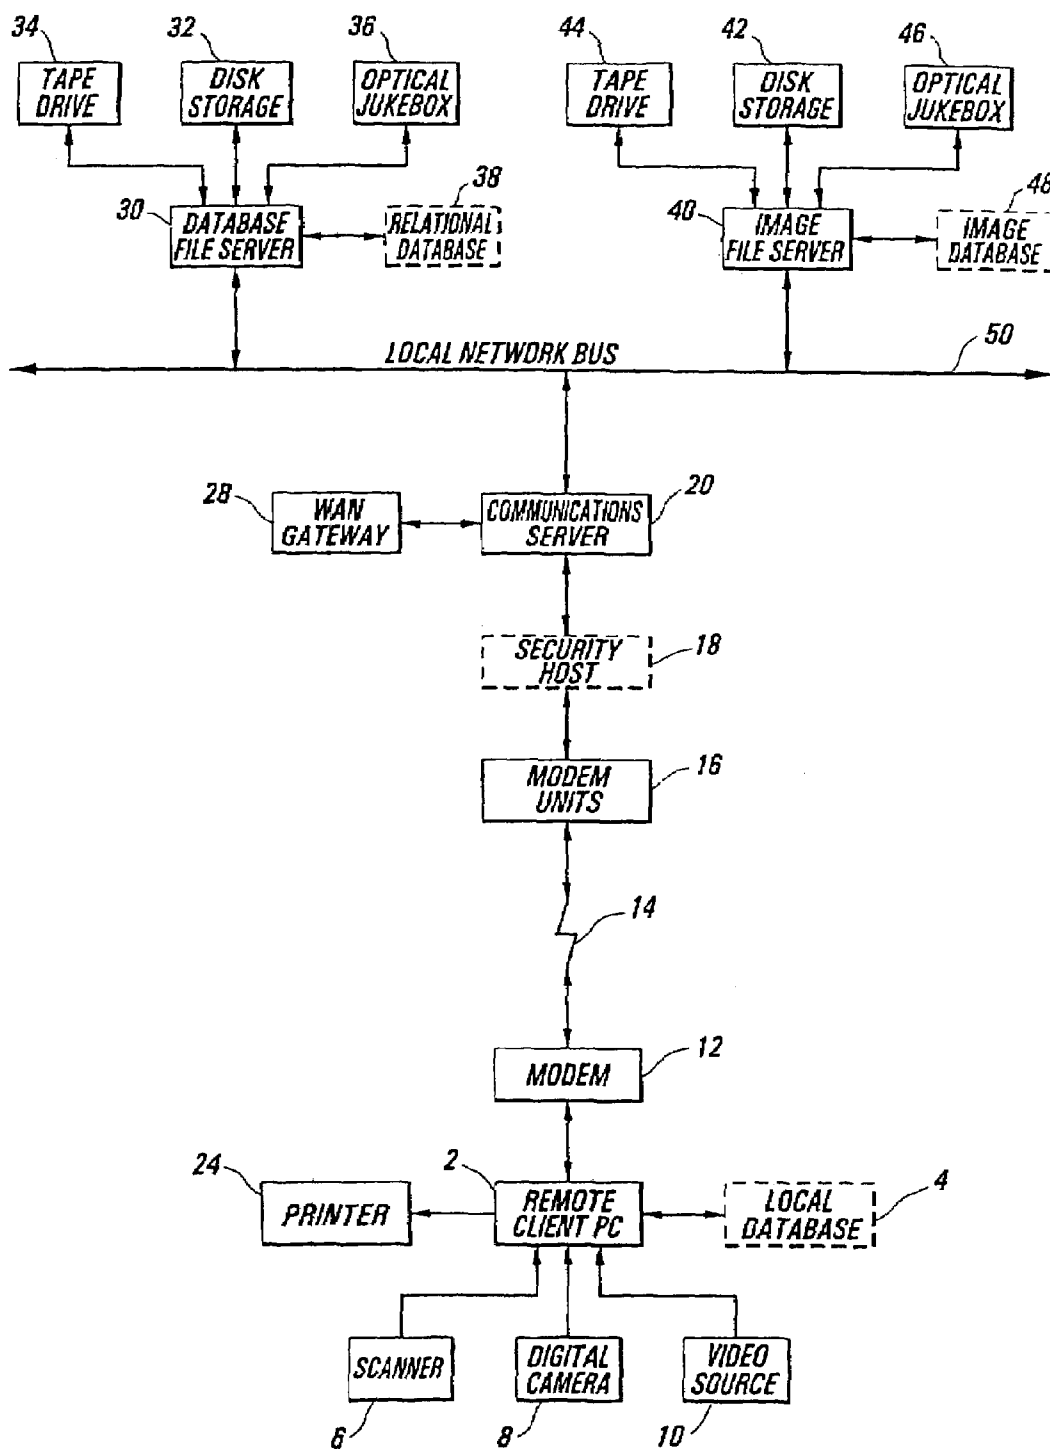 34
32
36
44
42
46
TAPE
DRIVE
DISK
STORAGE
OPTICAL
JUKEBOX
TAPE
DRIVE
DISK
STORAGE
OPTICAL
JUKEBOX
30
DATABASE
FILE SERVER
38
RELATIONAL
DATABASE
40
IMAGE
FILE SERVER
48
IMAGE
DATABASE
LOCAL NETWORK BUS
50
28
WAN
GATEWAY
COMMUNICATIONS
SERVER
20
SECURITY
HOST
18
MODEM
UNITS
16
14
MODEM
12
24
PRINTER
2
REMOTE
CLIENT PC
LOCAL
DATABASE
4
SCANNER
6
DIGITAL
CAMERA
8
VIDEO
SOURCE
10